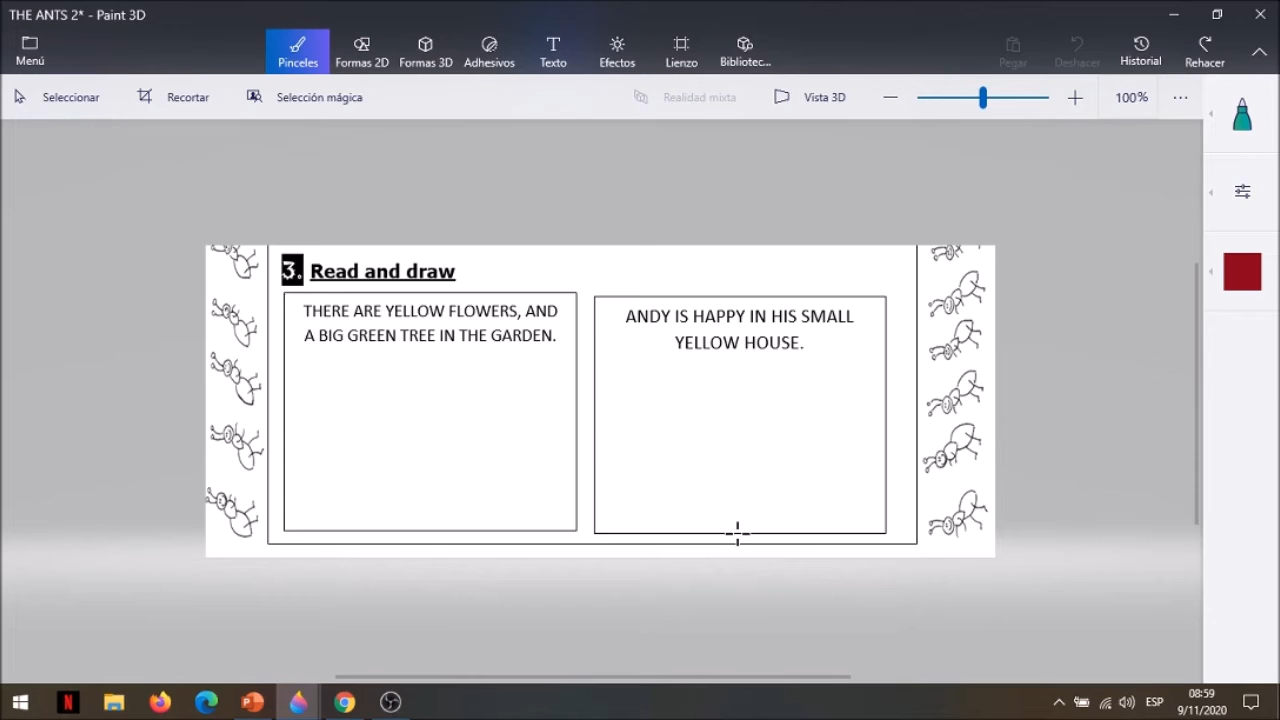 THE ANTS 2* - Paint 3D
Menú
Pinceles
Formas 2D
Formas 3D
Adhesivos
Texto
Efectos
Lienzo
Bibliotec...
Pegar
Deshacer
Historial
Rehacer
Seleccionar
Recortar
Selección mágica
Realidad mixta
Vista 3D
100%
3. Read and draw
THERE ARE YELLOW FLOWERS, AND
A BIG GREEN TREE IN THE GARDEN.
ANDY IS HAPPY IN HIS SMALL
YELLOW HOUSE.
N
P
ESP
08:59
9/11/2020